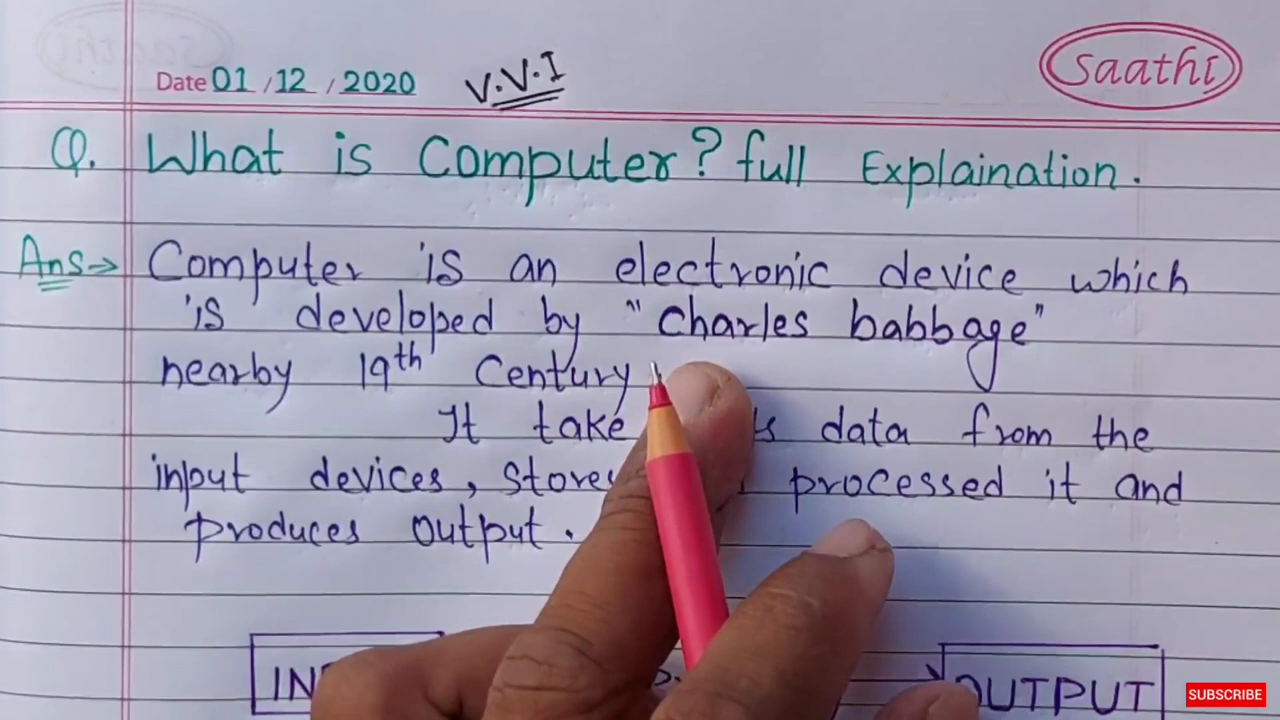 Saathi
Date 01 / 12 / 2020 V.V.I
Q. What is Computer? full Explaination.
Ans→ Computer is an electronic device which
is developed by "Charles babbage"
nearby 19th Century
It take data from the
input devices, processed it and
produces output.
OUTPUT
SUBSCRIBE